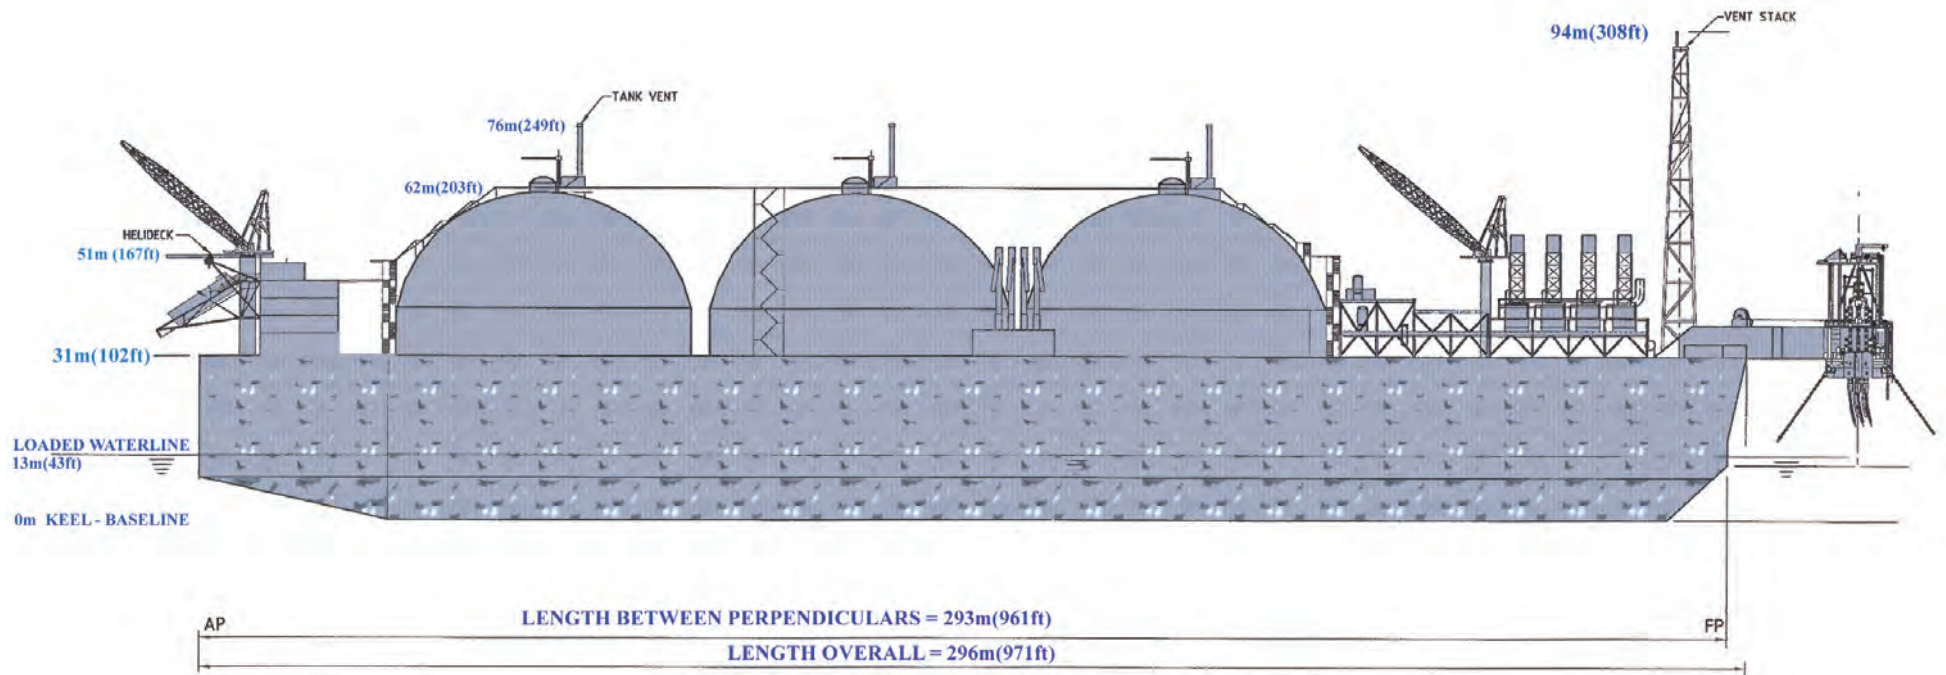 VENT STACK
94m(308ft)
TANK VENT
76m(249ft)
62m(203ft)
HELIDECK
51m (167ft)
31m(102ft)
LOADED WATERLINE
13m(43ft)
0m KEEL - BASELINE
LENGTH BETWEEN PERPENDICULARS = 293m(961ft)
AP
FP
LENGTH OVERALL = 296m(971ft)